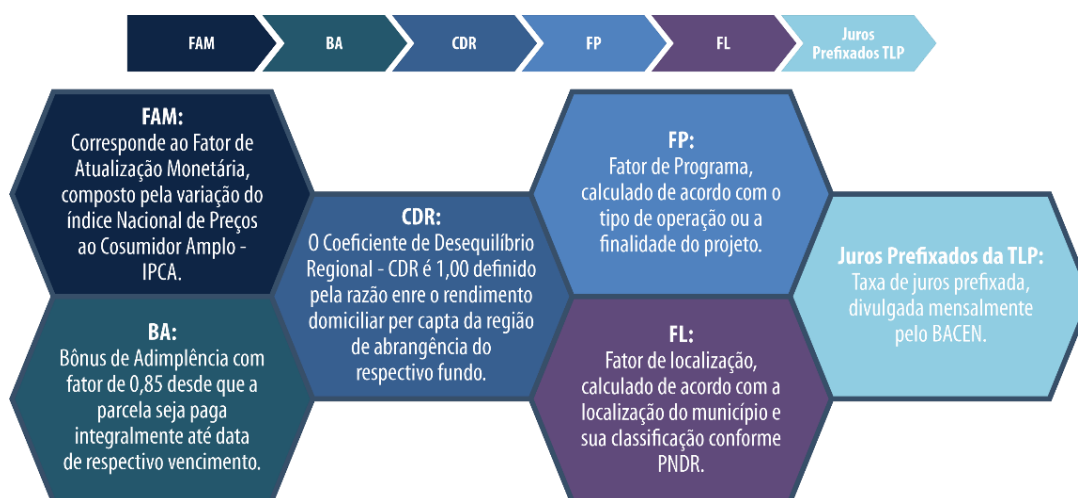 FAM
BA
CDR
FP
FL
Juros
Prefixados TLP
FAM:
Corresponde ao Fator de
Atualização Monetária,
composto pela variação do
índice Nacional de Preços
ao Cosumidor Amplo -
IPCA.
BA:
Bônus de Adimplência com
fator de 0,85 desde que a
parcela seja paga
integralmente até data
de respectivo vencimento.
CDR:
O Coeficiente de Desequilíbrio
Regional - CDR é 1,00 definido
pela razão enre o rendimento
domiciliar per capta da região
de abrangência do
respectivo fundo.
FP:
Fator de Programa,
calculado de acordo com o
tipo de operação ou a
finalidade do projeto.
FL:
Fator de localização,
calculado de acordo com a
localização do município e
sua classificação conforme
PNDR.
Juros Prefixados da TLP:
Taxa de juros prefixada,
divulgada mensalmente
pelo BACEN.